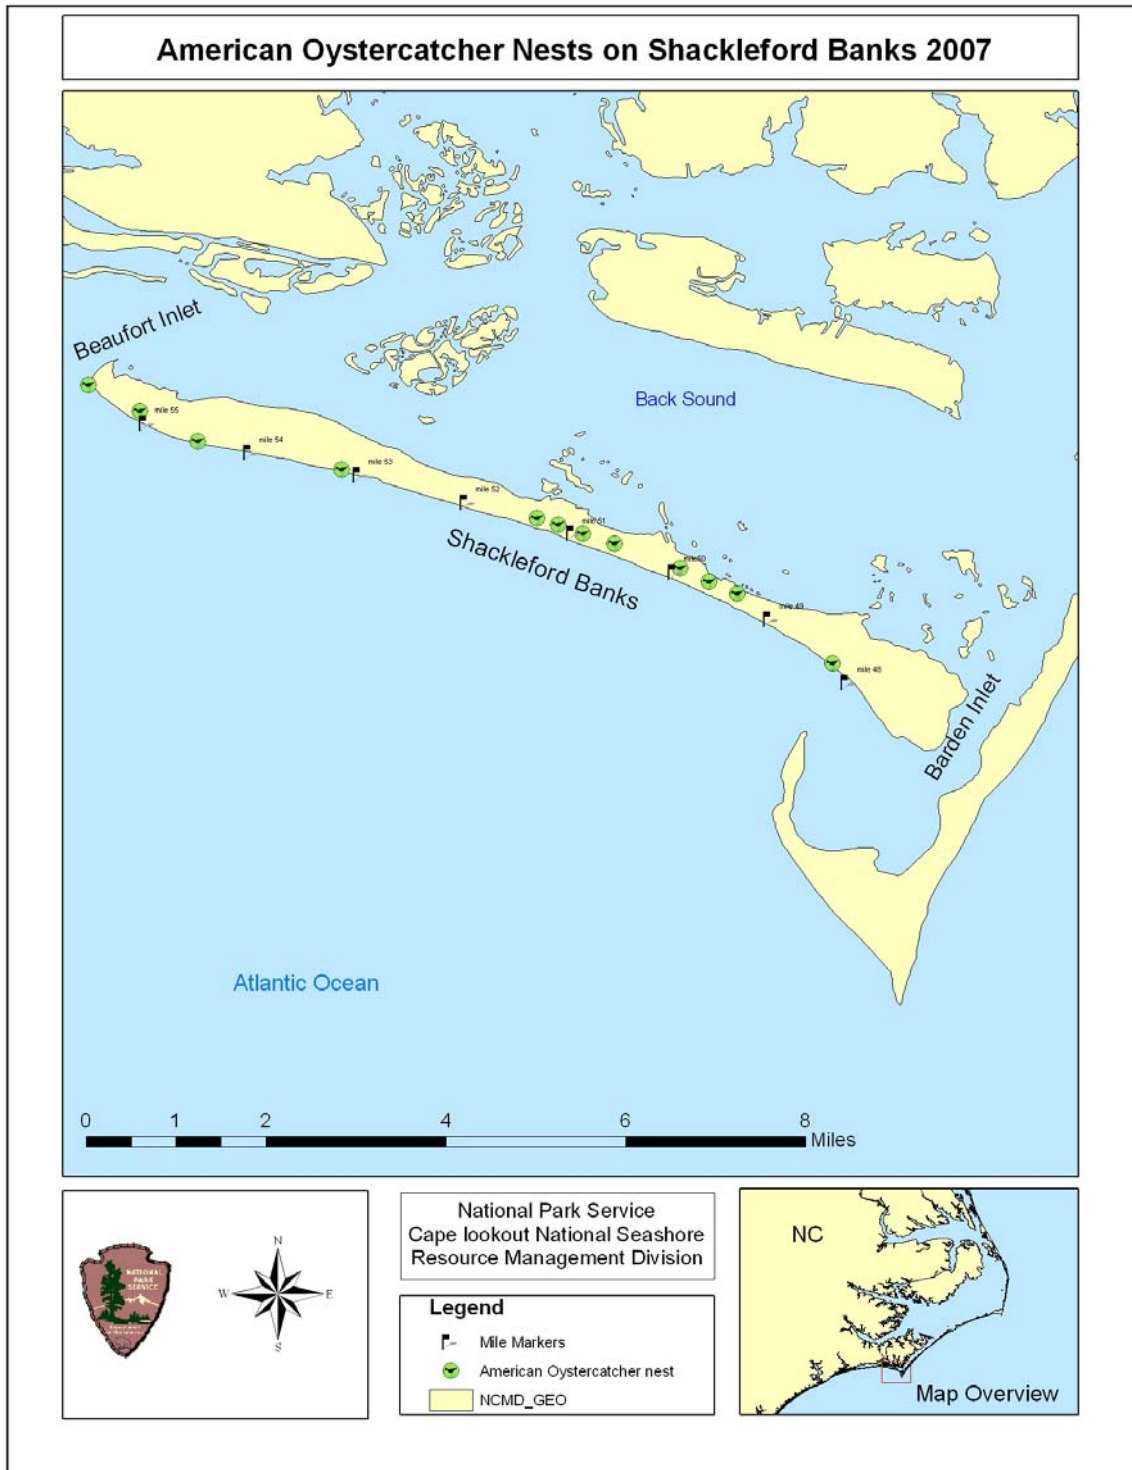 American Oystercatcher Nests on Shackleford Banks 2007
Beaufort Inlet
Back Sound
mile 55
mile 54
mile 53
mile 52
mile 51
mile 50
mile 49
mile 48
Shackleford Banks
Barden Inlet
Atlantic Ocean
0 1 2 4 6 8
Miles
NATIONAL
PARK
SERVICE
N
W E
S
National Park Service
Cape lookout National Seashore
Resource Management Division
Legend
Mile Markers
American Oystercatcher nest
NCMD_GEO
NC
Map Overview